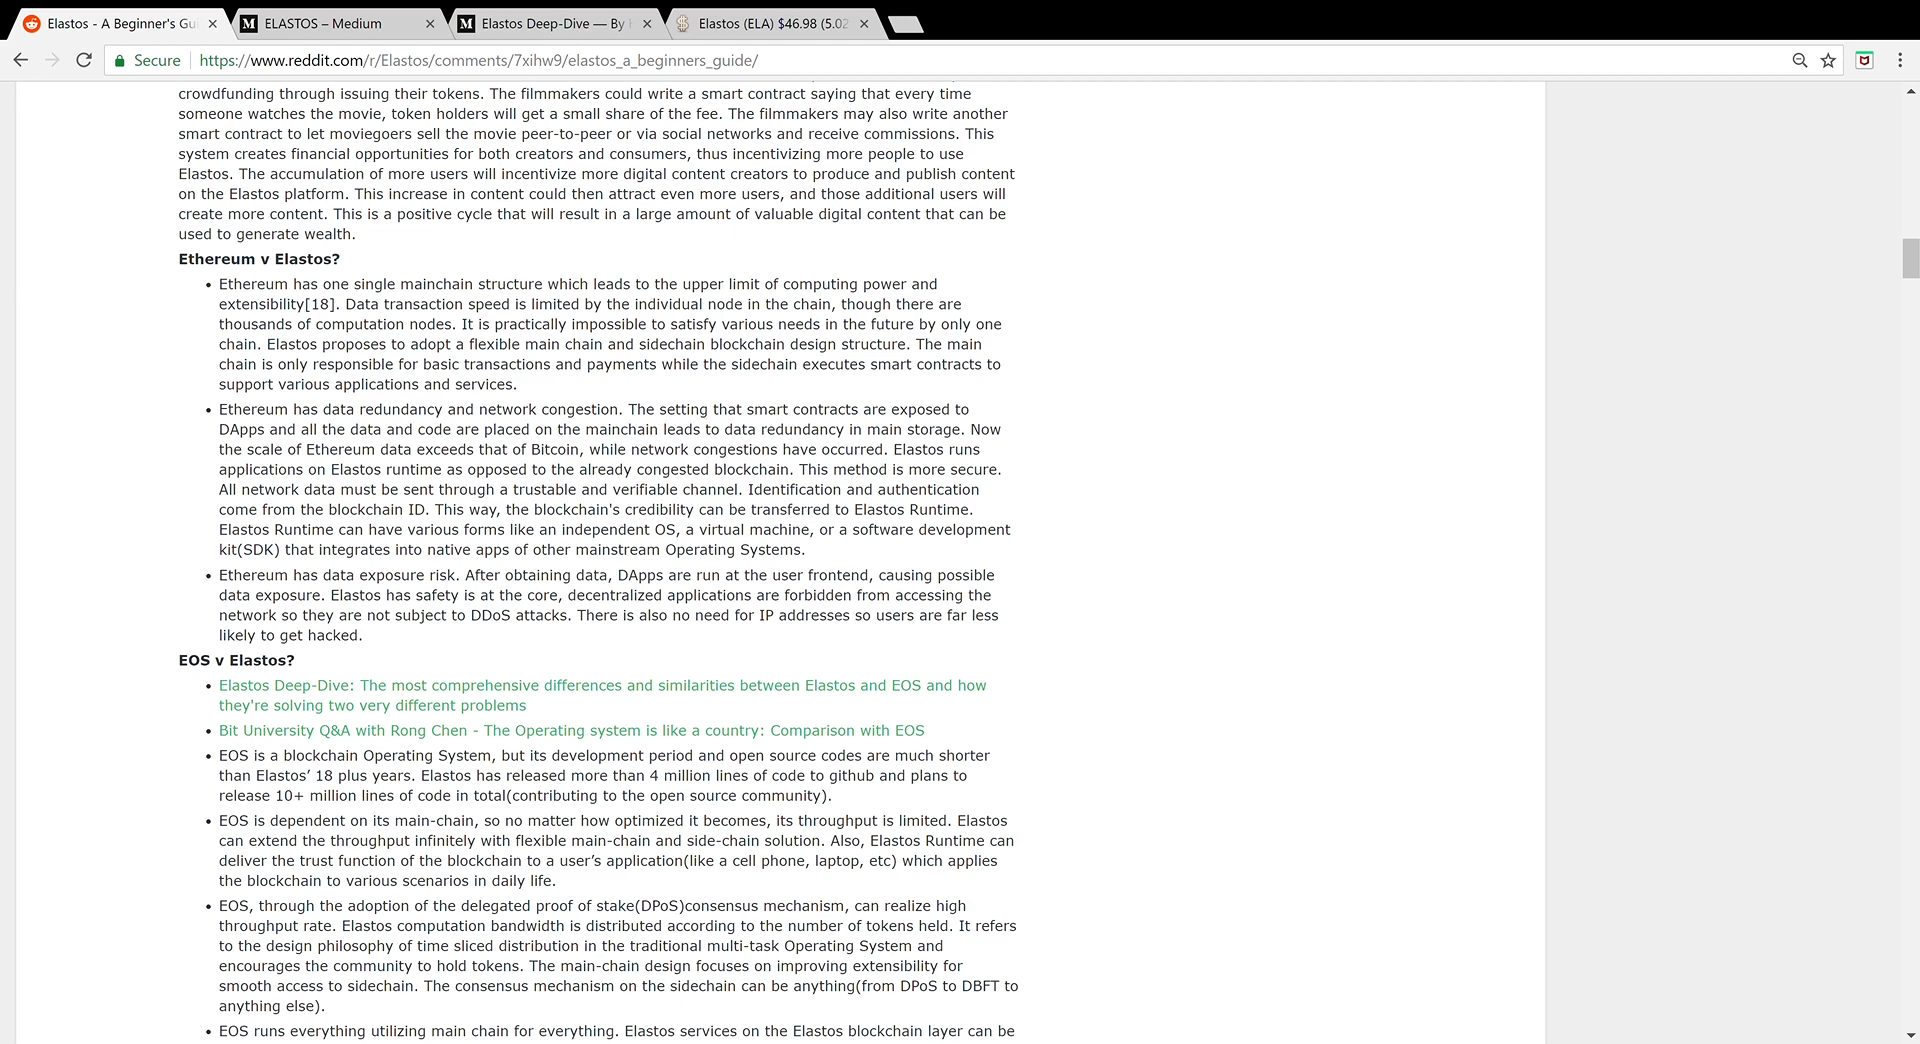 Elastos - A Beginner's Gu
ELASTOS – Medium
Elastos Deep-Dive — By
Elastos (ELA) $46.98 (5.02
Secure
https://www.reddit.com/r/Elastos/comments/7xihw9/elastos_a_beginners_guide/
crowdfunding through issuing their tokens. The filmmakers could write a smart contract saying that every time
someone watches the movie, token holders will get a small share of the fee. The filmmakers may also write another
smart contract to let moviegoers sell the movie peer-to-peer or via social networks and receive commissions. This
system creates financial opportunities for both creators and consumers, thus incentivizing more people to use
Elastos. The accumulation of more users will incentivize more digital content creators to produce and publish content
on the Elastos platform. This increase in content could then attract even more users, and those additional users will
create more content. This is a positive cycle that will result in a large amount of valuable digital content that can be
used to generate wealth.
Ethereum v Elastos?
• Ethereum has one single mainchain structure which leads to the upper limit of computing power and
extensibility[18]. Data transaction speed is limited by the individual node in the chain, though there are
thousands of computation nodes. It is practically impossible to satisfy various needs in the future by only one
chain. Elastos proposes to adopt a flexible main chain and sidechain blockchain design structure. The main
chain is only responsible for basic transactions and payments while the sidechain executes smart contracts to
support various applications and services.
• Ethereum has data redundancy and network congestion. The setting that smart contracts are exposed to
DApps and all the data and code are placed on the mainchain leads to data redundancy in main storage. Now
the scale of Ethereum data exceeds that of Bitcoin, while network congestions have occurred. Elastos runs
applications on Elastos runtime as opposed to the already congested blockchain. This method is more secure.
All network data must be sent through a trustable and verifiable channel. Identification and authentication
come from the blockchain ID. This way, the blockchain's credibility can be transferred to Elastos Runtime.
Elastos Runtime can have various forms like an independent OS, a virtual machine, or a software development
kit(SDK) that integrates into native apps of other mainstream Operating Systems.
• Ethereum has data exposure risk. After obtaining data, DApps are run at the user frontend, causing possible
data exposure. Elastos has safety is at the core, decentralized applications are forbidden from accessing the
network so they are not subject to DDoS attacks. There is also no need for IP addresses so users are far less
likely to get hacked.
EOS v Elastos?
• Elastos Deep-Dive: The most comprehensive differences and similarities between Elastos and EOS and how
they're solving two very different problems
• Bit University Q&A with Rong Chen - The Operating system is like a country: Comparison with EOS
• EOS is a blockchain Operating System, but its development period and open source codes are much shorter
than Elastos’ 18 plus years. Elastos has released more than 4 million lines of code to github and plans to
release 10+ million lines of code in total(contributing to the open source community).
• EOS is dependent on its main-chain, so no matter how optimized it becomes, its throughput is limited. Elastos
can extend the throughput infinitely with flexible main-chain and side-chain solution. Also, Elastos Runtime can
deliver the trust function of the blockchain to a user’s application(like a cell phone, laptop, etc) which applies
the blockchain to various scenarios in daily life.
• EOS, through the adoption of the delegated proof of stake(DPoS)consensus mechanism, can realize high
throughput rate. Elastos computation bandwidth is distributed according to the number of tokens held. It refers
to the design philosophy of time sliced distribution in the traditional multi-task Operating System and
encourages the community to hold tokens. The main-chain design focuses on improving extensibility for
smooth access to sidechain. The consensus mechanism on the sidechain can be anything(from DPoS to DBFT to
anything else).
• EOS runs everything utilizing main chain for everything. Elastos services on the Elastos blockchain layer can be